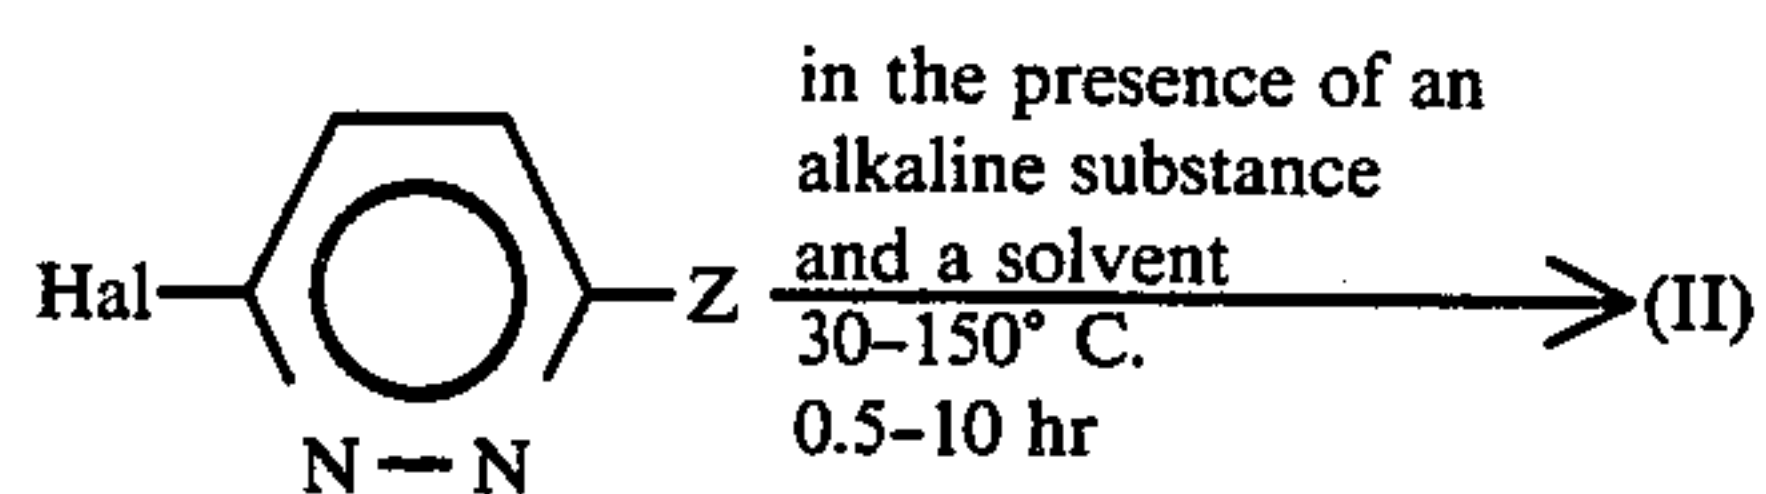 in the presence of an
alkaline substance
and a solvent
Hal
Z
(II)
30–150° C.
0.5–10 hr
N — N